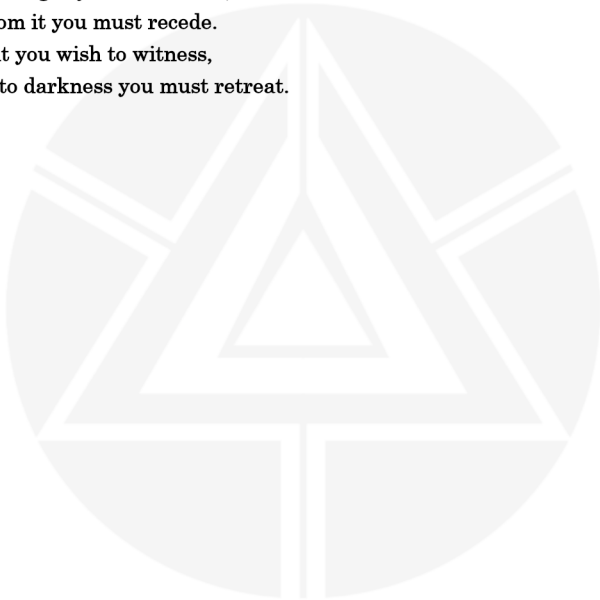 om it you must recede.
t you wish to witness,
to darkness you must retreat.